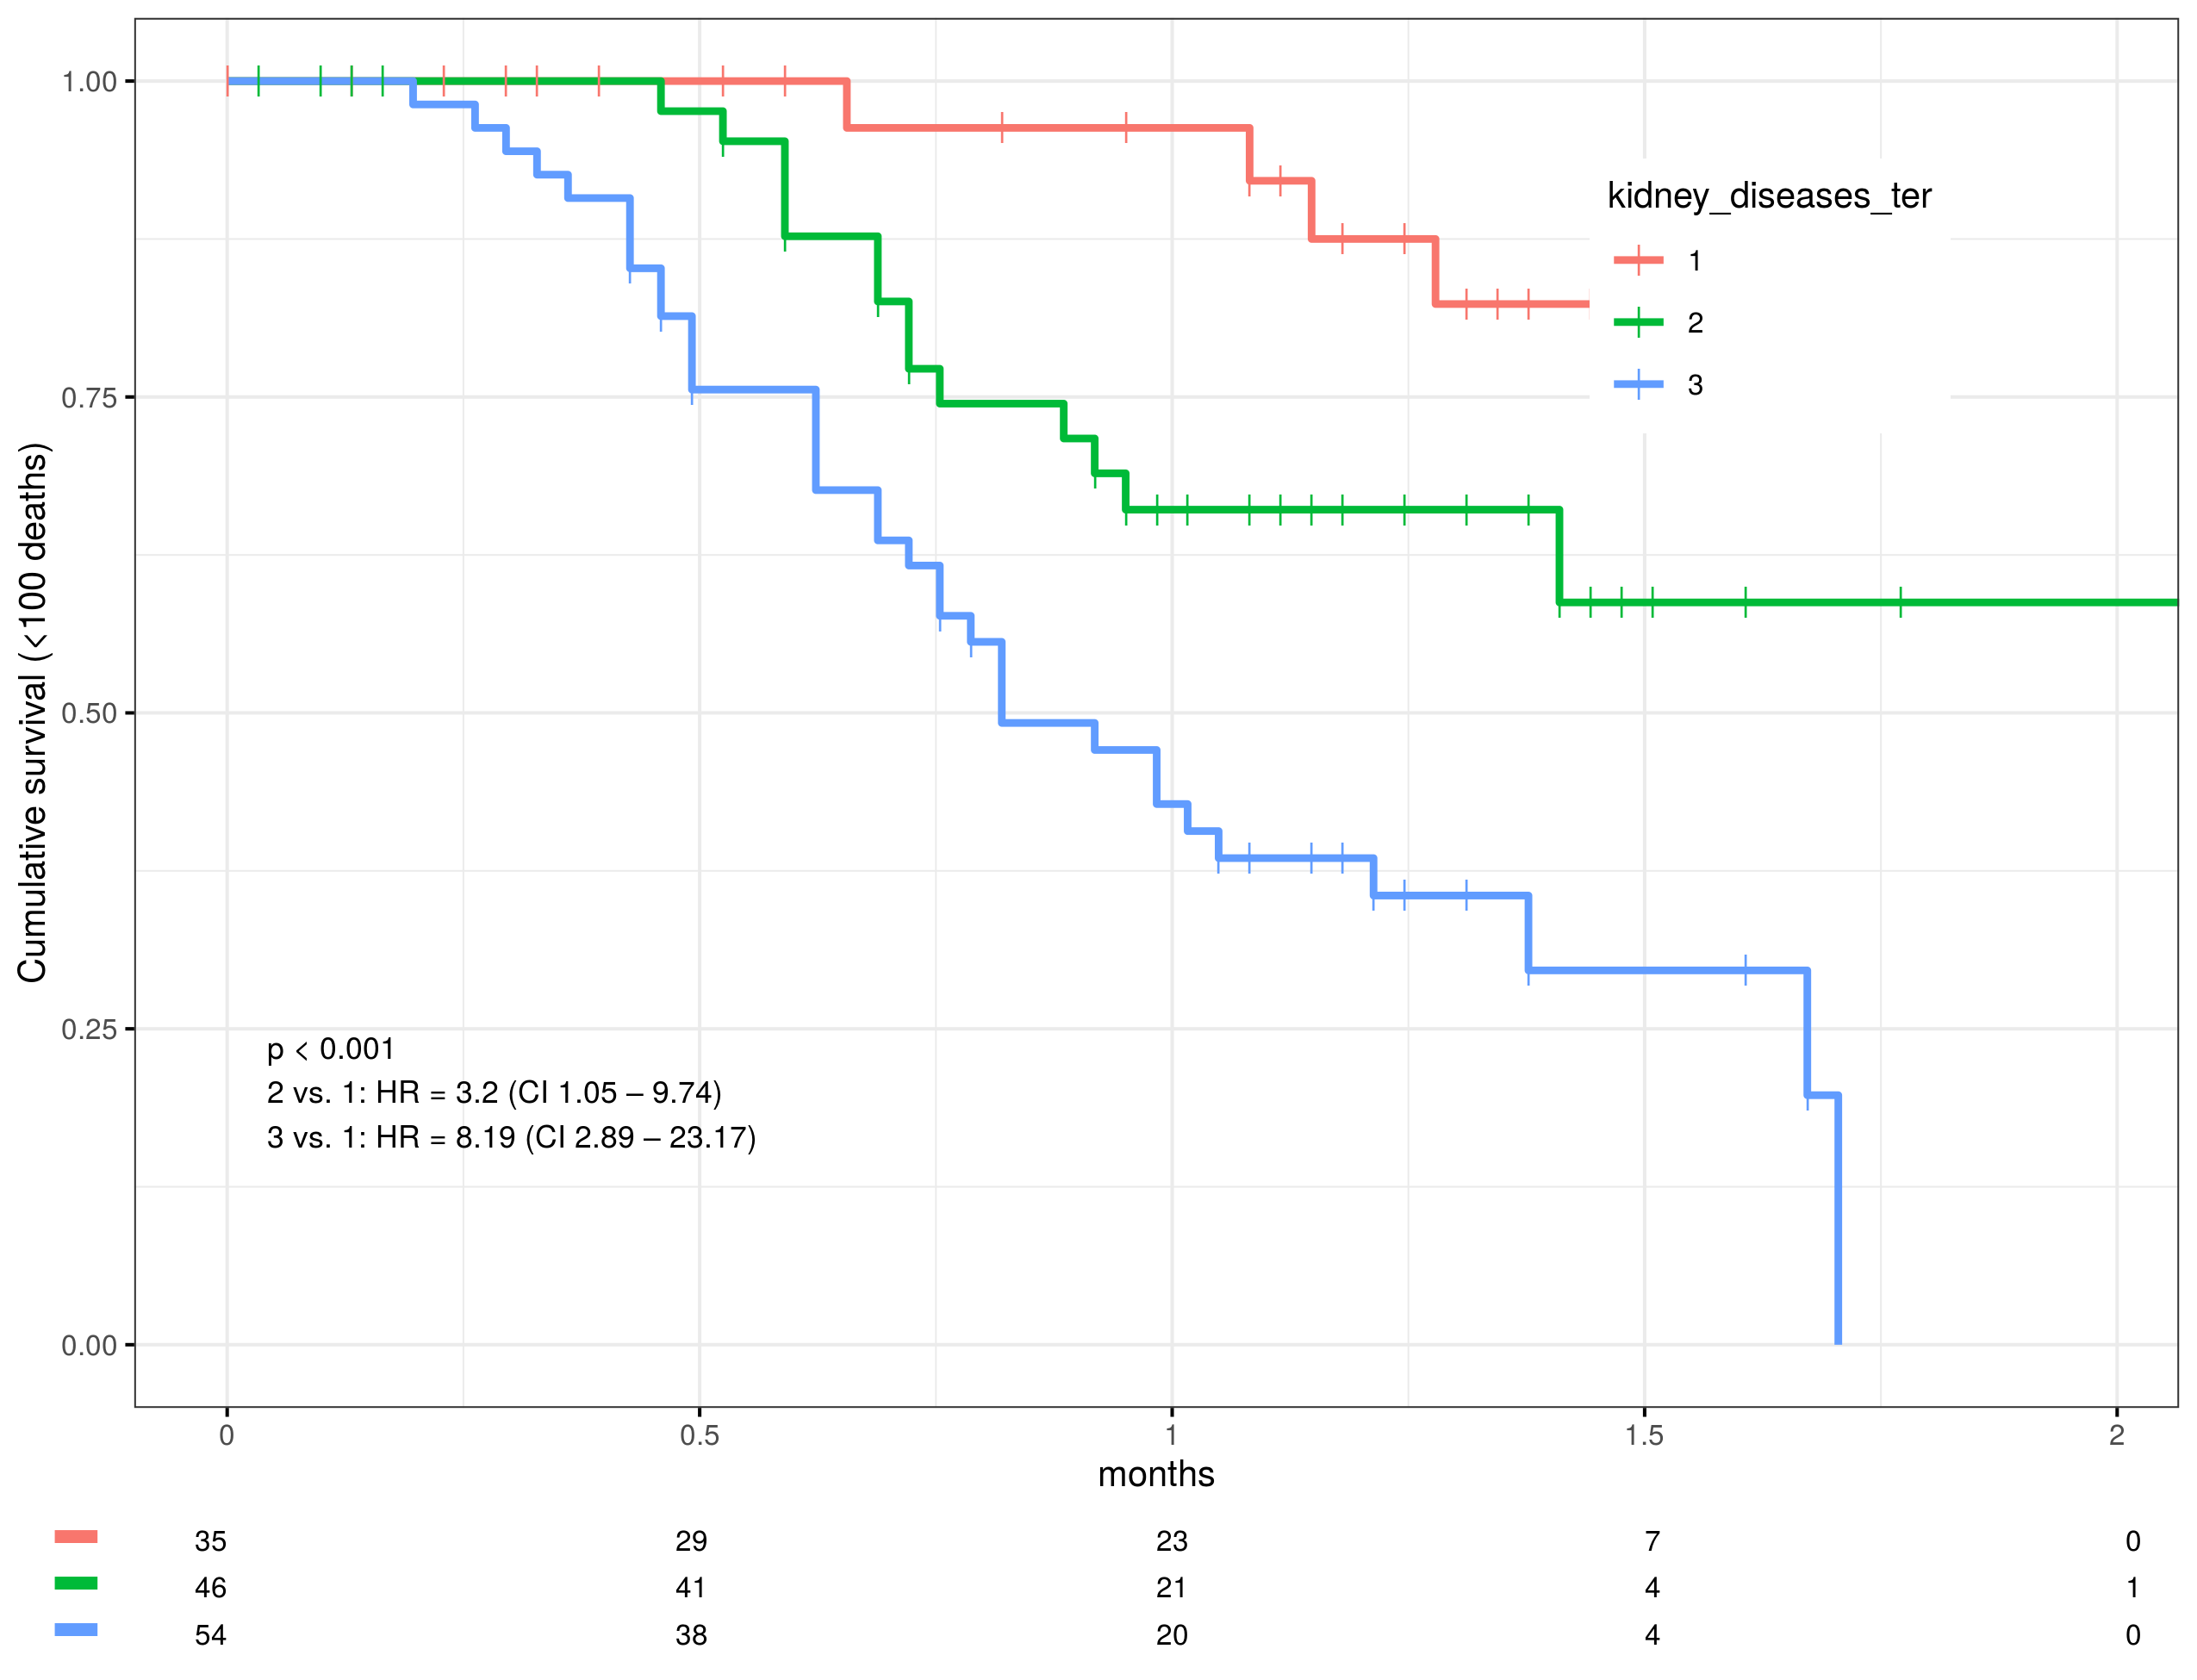 Cumulative survival (<100 deaths)
1.00
0.75
0.50
0.25
0.00
kidney_diseases_ter
1
2
3
p < 0.001
2 vs. 1: HR = 3.2 (CI 1.05 – 9.74)
3 vs. 1: HR = 8.19 (CI 2.89 – 23.17)
0 0.5 1 1.5 2
months
35 29 23 7 0
46 41 21 4 1
54 38 20 4 0